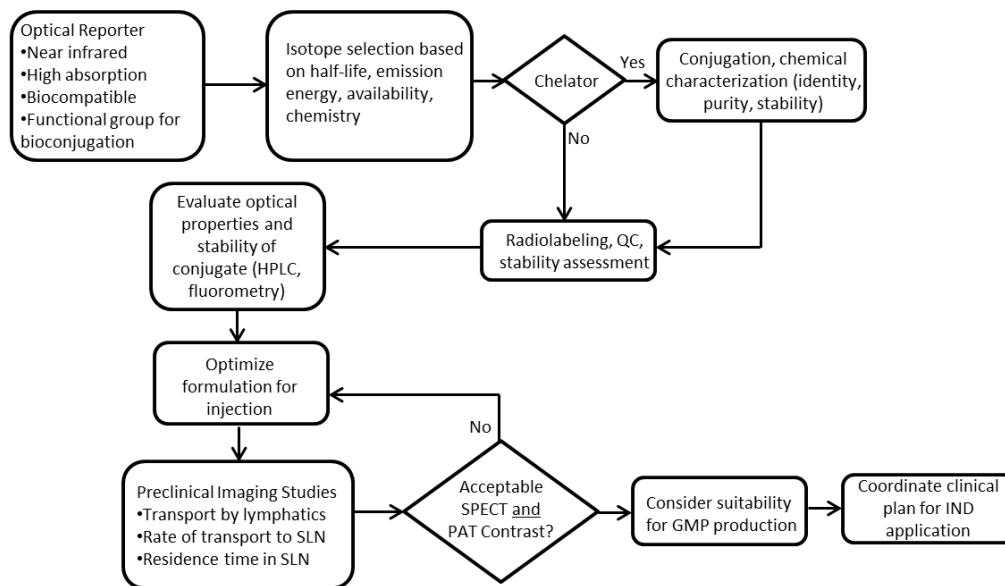 Optical Reporter
•Near infrared
•High absorption
•Biocompatible
•Functional group for
bioconjugation
Isotope selection based
on half-life, emission
energy, availability,
chemistry
Chelator
Yes
No
Conjugation, chemical
characterization (identity,
purity, stability)
Radiolabeling, QC,
stability assessment
Evaluate optical
properties and
stability of
conjugate (HPLC,
fluorometry)
Optimize
formulation for
injection
Preclinical Imaging Studies
•Transport by lymphatics
•Rate of transport to SLN
•Residence time in SLN
No
Acceptable
SPECT and
PAT Contrast?
Consider suitability
for GMP production
Coordinate clinical
plan for IND
application